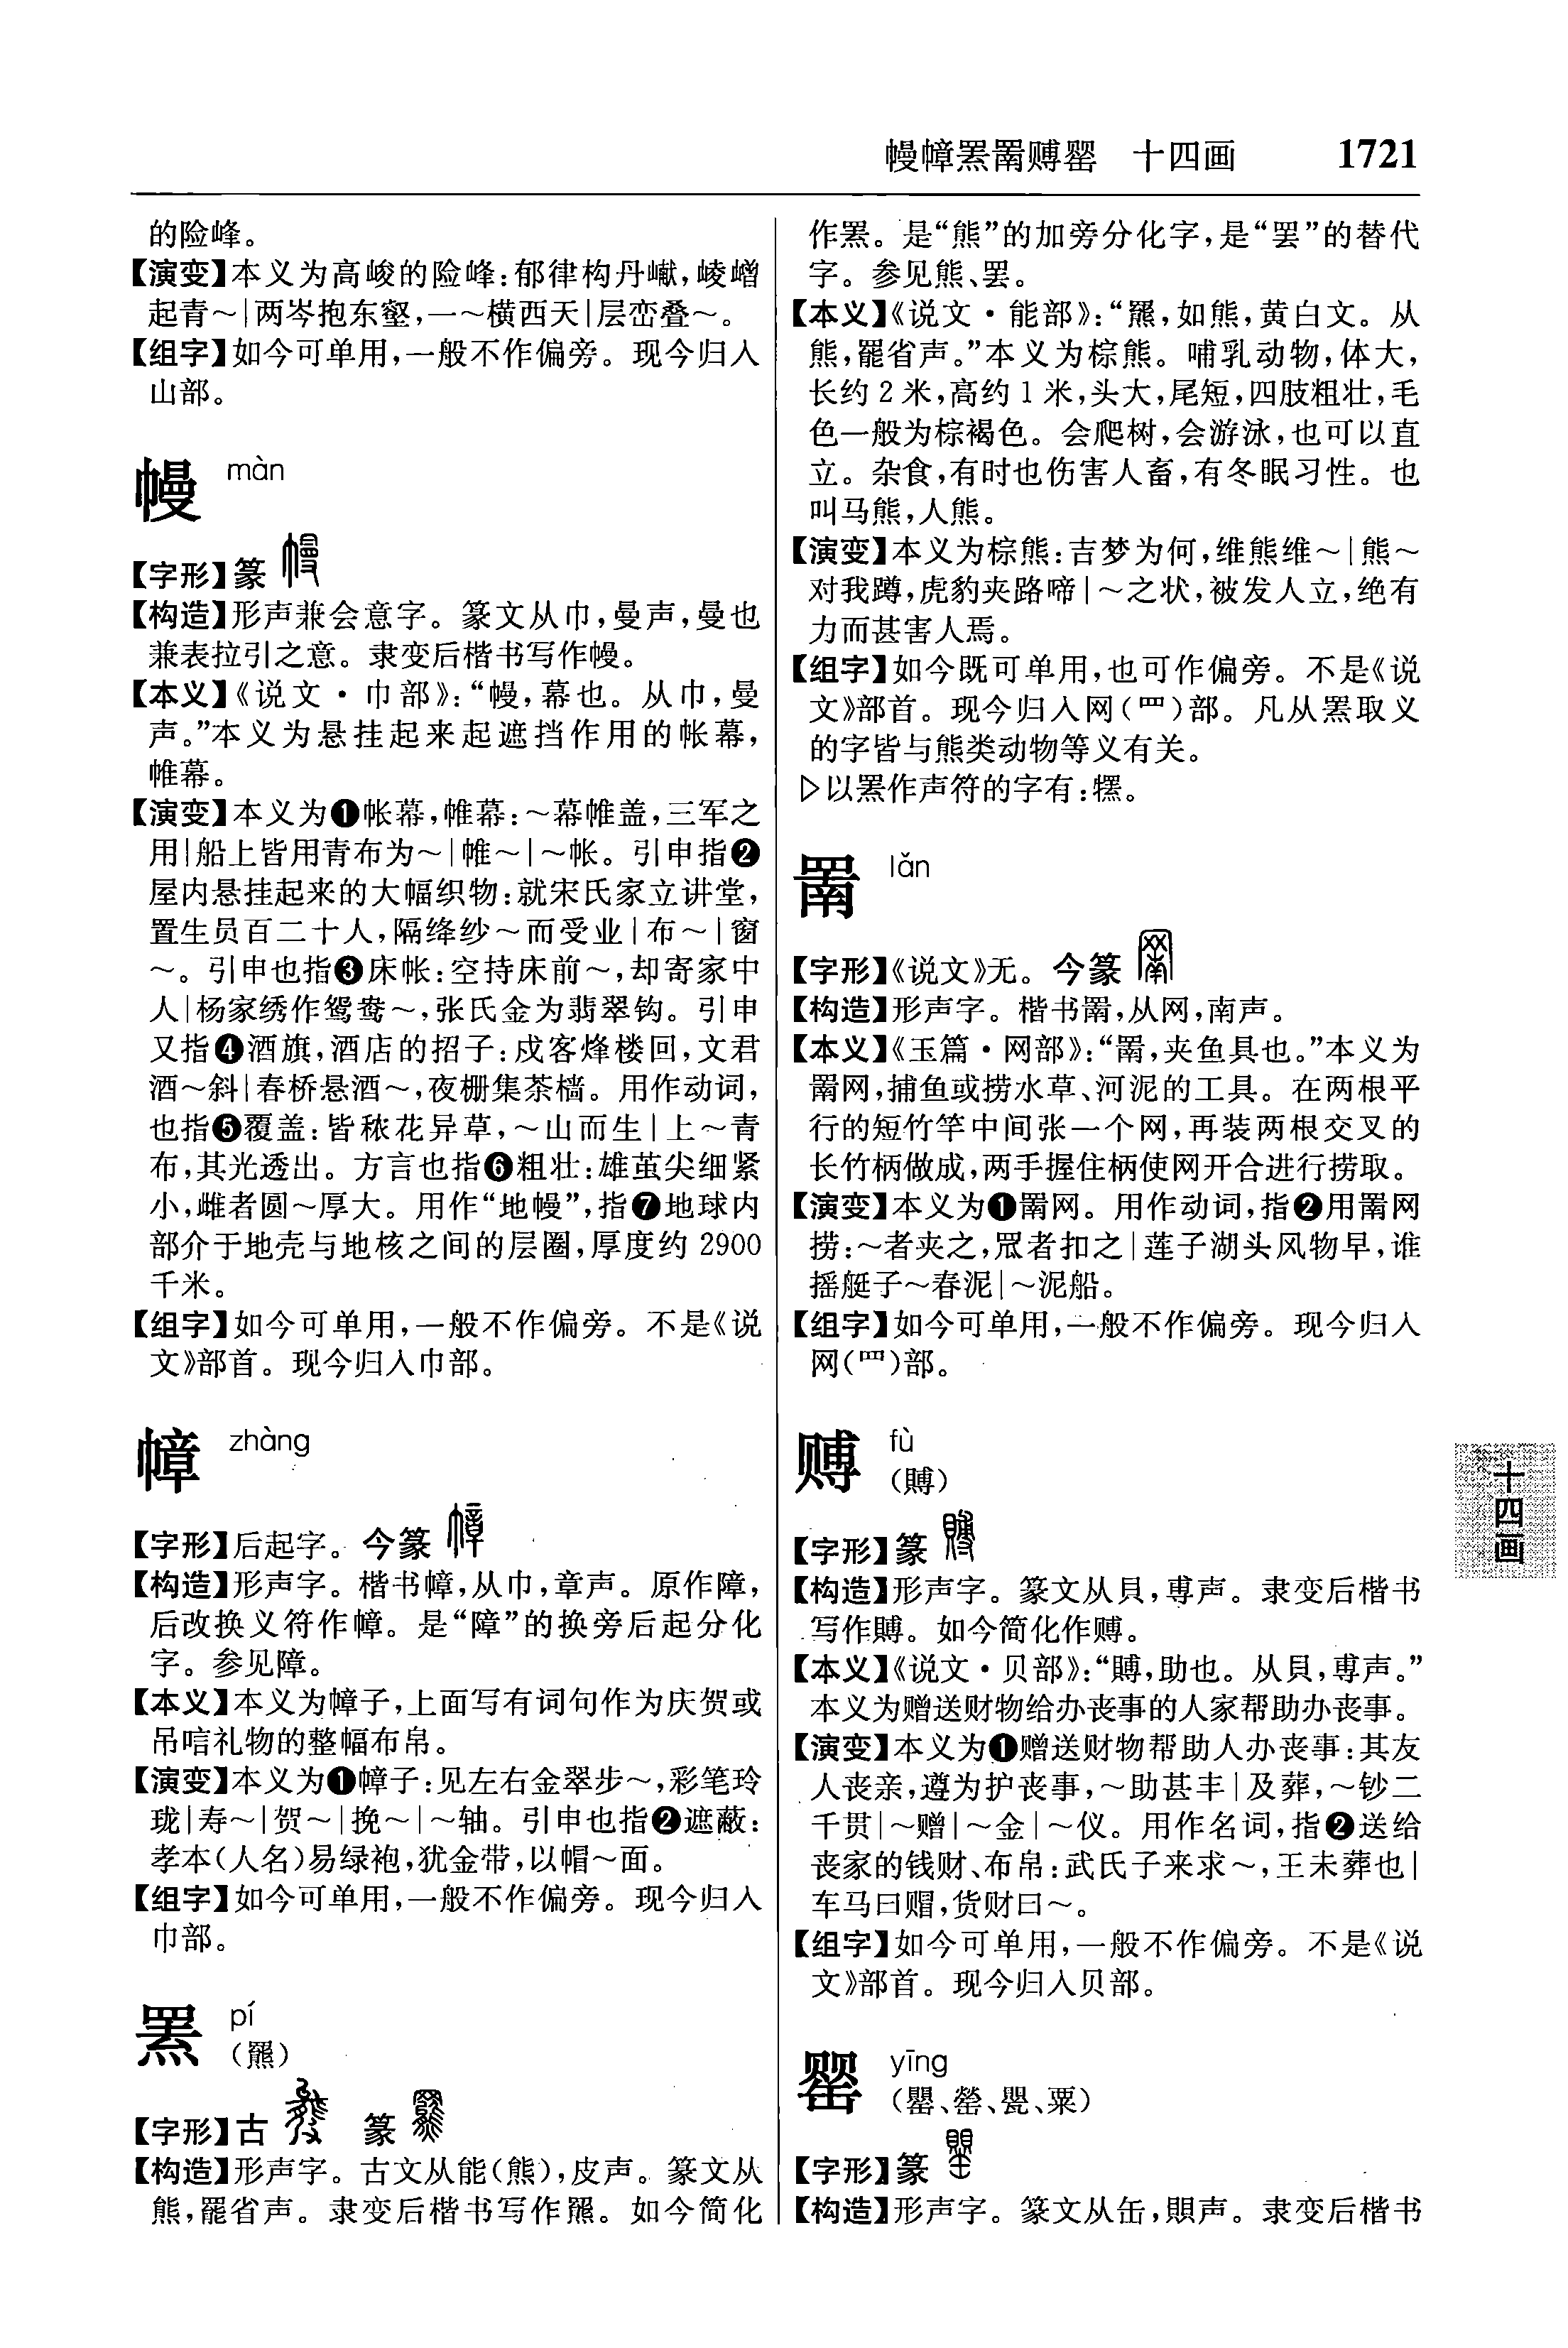 幔幛罴罱赙罂　十四画　1721
的险峰。
【演变】本义为高峻的险峰：郁律构丹巘，崚嶒
起青～|两岑抱东壑，一～横西天|层峦叠～。
【组字】如今可单用，一般不作偏旁。现今归入
山部。
幔 màn
【字形】篆
【构造】形声兼会意字。篆文从巾，曼声，曼也
兼表拉引之意。隶变后楷书写作幔。
【本义】《说文·巾部》：“幔，幕也。从巾，曼
声。”本义为悬挂起来起遮挡作用的帐幕，
帷幕。
【演变】本义为❶帐幕，帷幕：～幕帷盖，三军之
用|船上皆用青布为～|帷～|～帐。引申指❷
屋内悬挂起来的大幅织物：就宋氏家立讲堂，
置生员百二十人，隔绛纱～而受业|布～|窗
～。引申也指❸床帐：空持床前～，却寄家中
人|杨家绣作鸳鸯～，张氏金为翡翠钩。引申
又指❹酒旗，酒店的招子：戍客烽楼回，文君
酒～斜|春桥悬酒～，夜栅集茶樯。用作动词，
也指❺覆盖：皆秾花异草，～山而生|上～青
布，其光透出。方言也指❻粗壮：雄茧尖细紧
小，雌者圆～厚大。用作“地幔”，指❼地球内
部介于地壳与地核之间的层圈，厚度约 2900
千米。
【组字】如今可单用，一般不作偏旁。不是《说
文》部首。现今归入巾部。
幛 zhàng
【字形】后起字。今篆
【构造】形声字。楷书幛，从巾，章声。原作障，
后改换义符作幛。是“障”的换旁后起分化
字。参见障。
【本义】本义为幛子，上面写有词句作为庆贺或
吊唁礼物的整幅布帛。
【演变】本义为❶幛子：见左右金翠步～，彩笔玲
珑|寿～|贺～|挽～|～轴。引申也指❷遮蔽：
孝本（人名）易绿袍，犹金带，以帽～面。
【组字】如今可单用，一般不作偏旁。现今归入
巾部。
罴 pí
（羆）
【字形】古　篆
【构造】形声字。古文从能（熊），皮声。篆文从
熊，罷省声。隶变后楷书写作羆。如今简化
作罴。是“熊”的加旁分化字，是“罢”的替代
字。参见熊、罢。
【本义】《说文·能部》：“羆，如熊，黄白文。从
熊，罷省声。”本义为棕熊。哺乳动物，体大，
长约 2 米，高约 1 米，头大，尾短，四肢粗壮，毛
色一般为棕褐色。会爬树，会游泳，也可以直
立。杂食，有时也伤害人畜，有冬眠习性。也
叫马熊，人熊。
【演变】本义为棕熊：吉梦为何，维熊维～|熊～
对我蹲，虎豹夹路啼|～之状，被发人立，绝有
力而甚害人焉。
【组字】如今既可单用，也可作偏旁。不是《说
文》部首。现今归入网（罒）部。凡从罴取义
的字皆与熊类动物等义有关。
▷以罴作声符的字有：犤。
罱 lǎn
【字形】《说文》无。今篆
【构造】形声字。楷书罱，从网，南声。
【本义】《玉篇·网部》：“罱，夹鱼具也。”本义为
罱网，捕鱼或捞水草、河泥的工具。在两根平
行的短竹竿中间张一个网，再装两根交叉的
长竹柄做成，两手握住柄使网开合进行捞取。
【演变】本义为❶罱网。用作动词，指❷用罱网
捞：～者夹之，罛者扣之|莲子湖头风物早，谁
摇艇子～春泥|～泥船。
【组字】如今可单用，一般不作偏旁。现今归入
网（罒）部。
赙 fù
（賻）
【字形】篆
【构造】形声字。篆文从貝，尃声。隶变后楷书
写作賻。如今简化作赙。
【本义】《说文·贝部》：“賻，助也。从貝，尃声。”
本义为赠送财物给办丧事的人家帮助办丧事。
【演变】本义为❶赠送财物帮助人办丧事：其友
人丧亲，遵为护丧事，～助甚丰|及葬，～钞二
千贯|～赠|～金|～仪。用作名词，指❷送给
丧家的钱财、布帛：武氏子来求～，王未葬也|
车马曰赗，货财曰～。
【组字】如今可单用，一般不作偏旁。不是《说
文》部首。现今归入贝部。
罂 yīng
（罌、罃、甖、粟）
【字形】篆
【构造】形声字。篆文从缶，賏声。隶变后楷书
十四画